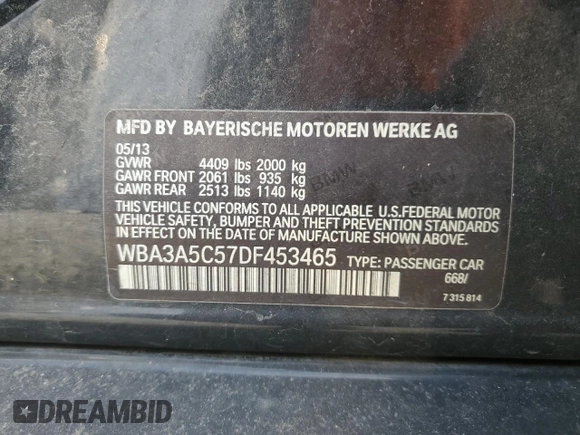 MFD BY BAYERISCHE MOTOREN WERKE AG
05/13
GVWR 4409 lbs 2000 kg
GAWR FRONT 2061 lbs 935 kg
GAWR REAR 2513 lbs 1140 kg
THIS VEHICLE CONFORMS TO ALL APPLICABLE U.S.FEDERAL MOTOR
VEHICLE SAFETY, BUMPER AND THEFT PREVENTION STANDARDS
IN EFFECT ON THE DATE OF MANUFACTURE SHOWN ABOVE.
WBA3A5C57DF453465 TYPE: PASSENGER CAR
668/
7 315 814
DREAMBID